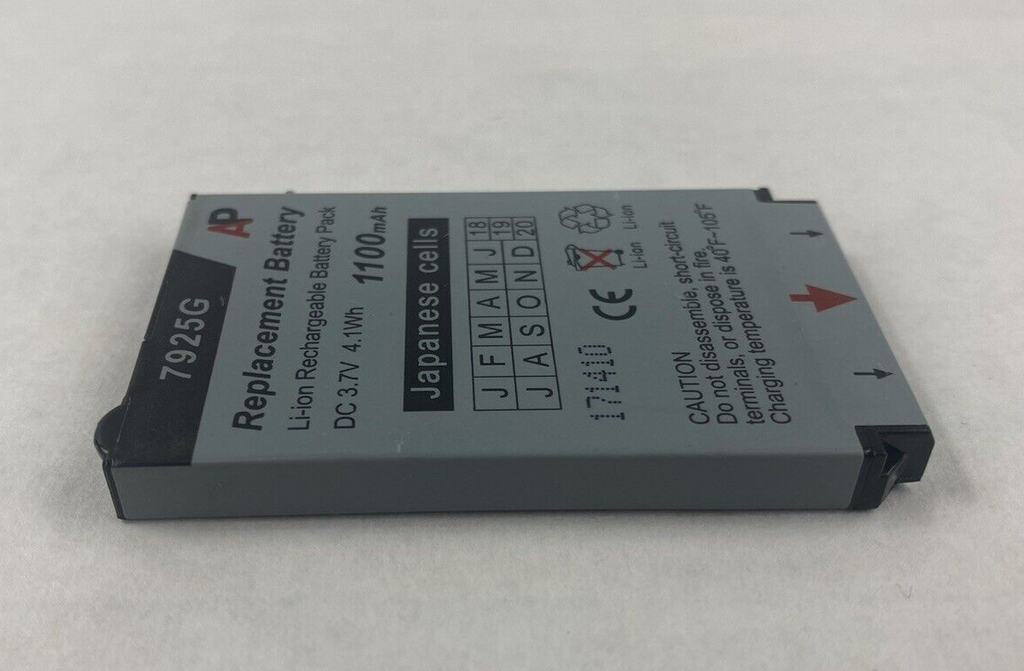 7925G
AP
Replacement Battery
Li-ion Rechargeable Battery Pack
DC 3.7V 4.1Wh 1100mAh
Japanese cells
J F M A M J 18
19
J A S O N D 20
171410
CE
Li-ion Li-ion
CAUTION
Do not disassemble, short-circuit
terminals, or dispose in fire.
Charging temperature is 40°F~105°F